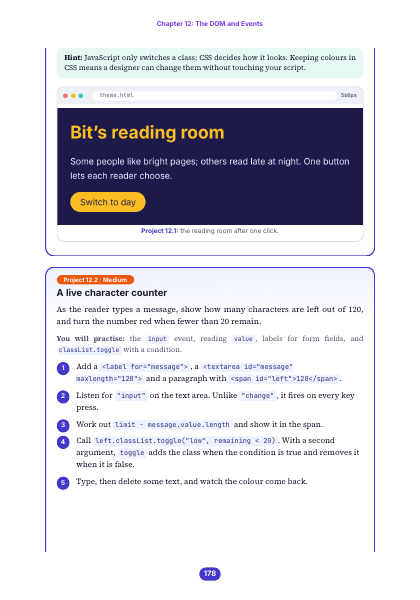 Chapter 12: The DOM and Events
Hint: JavaScript only switches a class; CSS decides how it looks. Keeping colours in
CSS means a designer can change them without touching your script.
theme.html
560px
Bit's reading room
Some people like bright pages; others read late at night. One button
lets each reader choose.
Switch to day
Project 12.1: the reading room after one click.
Project 12.2 · Medium
A live character counter
As the reader types a message, show how many characters are left out of 120,
and turn the number red when fewer than 20 remain.
You will practise: the input event, reading value, labels for form fields, and
classList.toggle with a condition.
1 Add a <label for="message">, a <textarea id="message"
maxlength="120"> and a paragraph with <span id="left">120</span>.
2 Listen for "input" on the text area. Unlike "change", it fires on every key
press.
3 Work out limit - message.value.length and show it in the span.
4 Call left.classList.toggle("low", remaining < 20). With a second
argument, toggle adds the class when the condition is true and removes it
when it is false.
5 Type, then delete some text, and watch the colour come back.
178